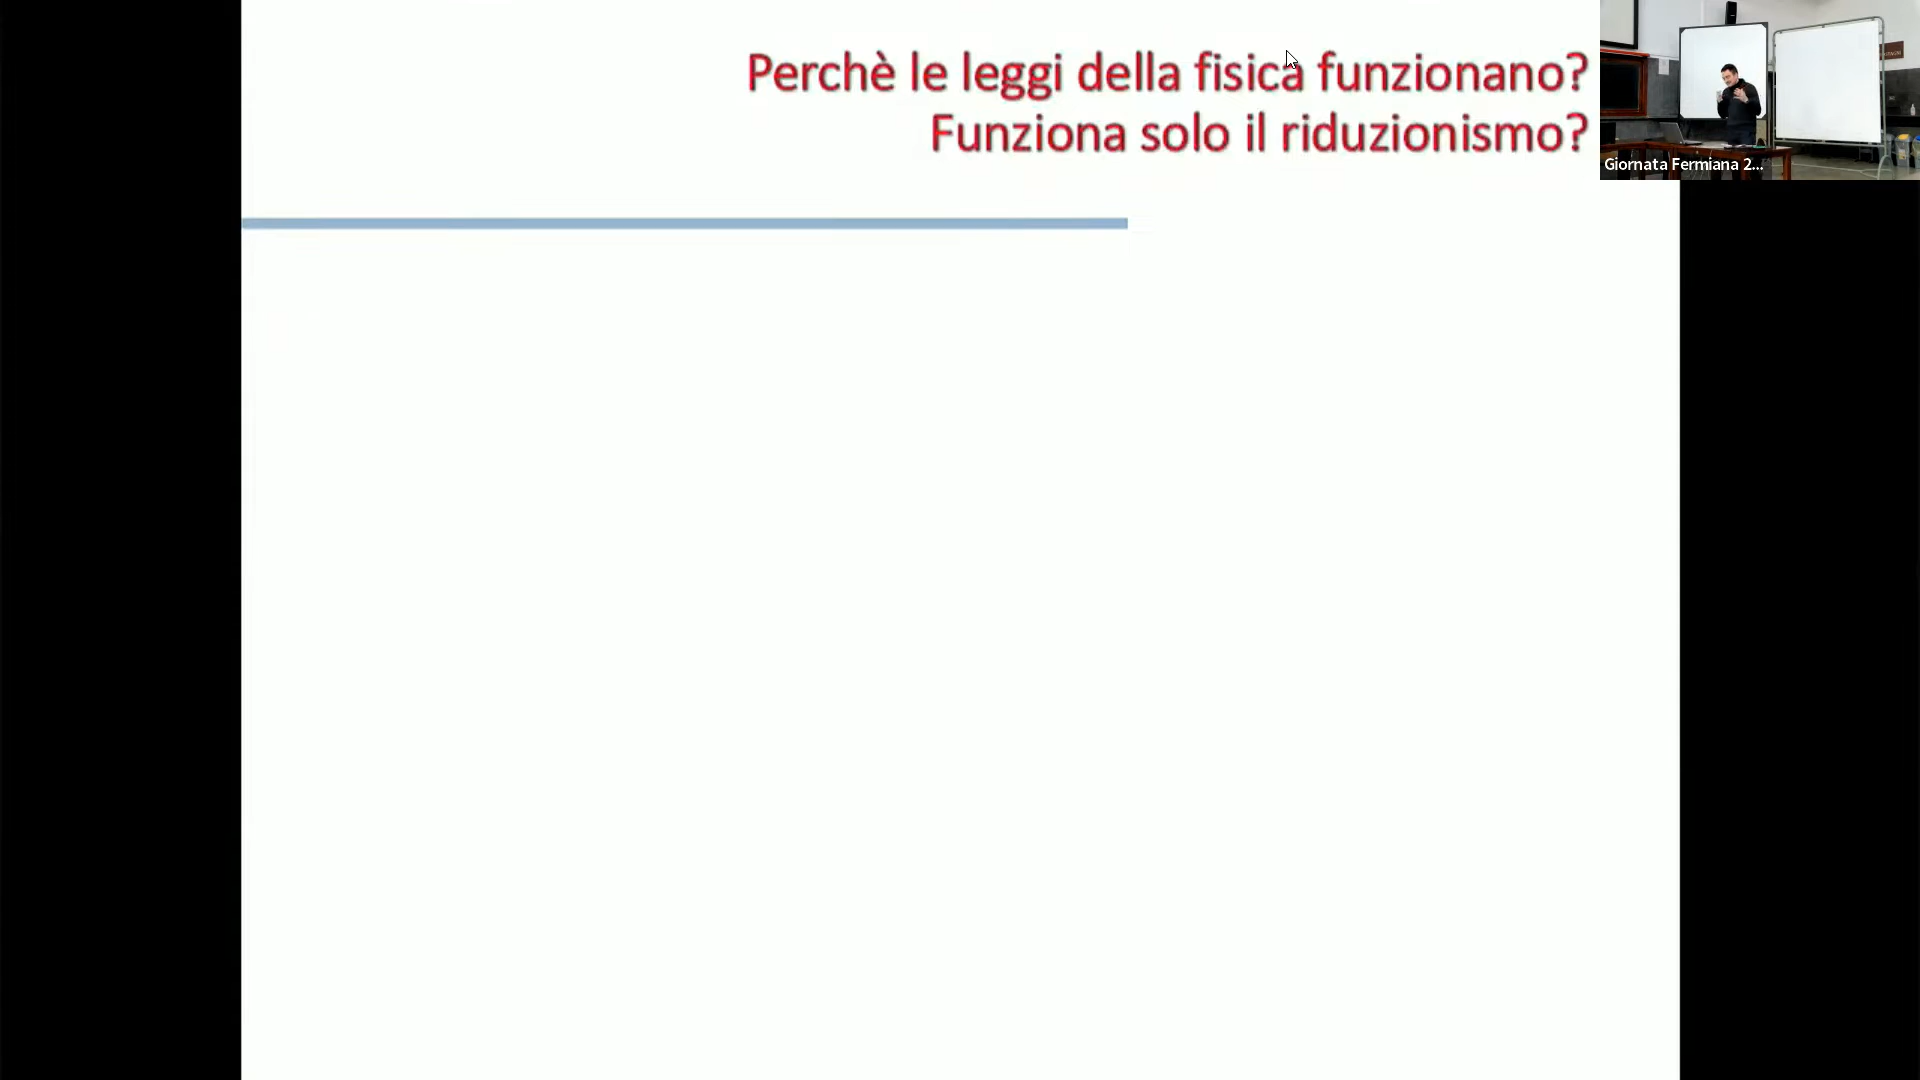 Perchè le leggi della fisica funzionano?
Funziona solo il riduzionismo?
Giornata Fermiana 2...